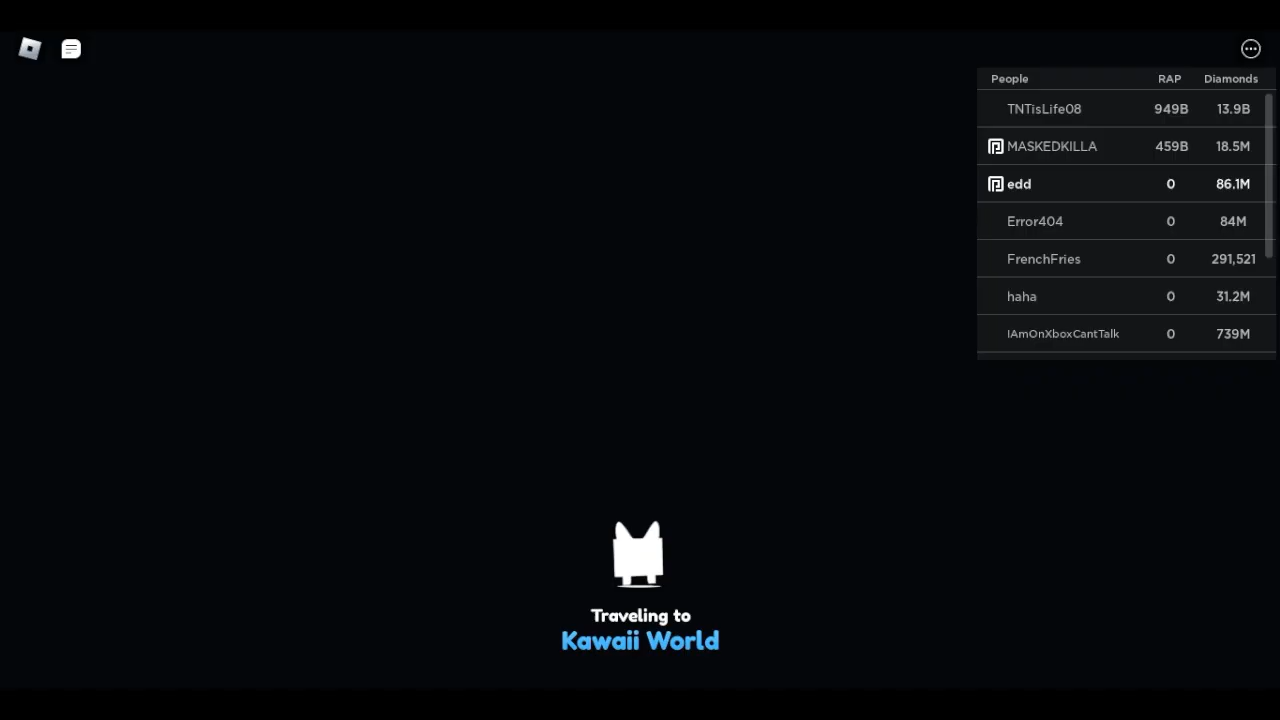 People RAP Diamonds
TNTisLife08 949B 13.9B
MASKEDKILLA 459B 18.5M
edd 0 86.1M
Error404 0 84M
FrenchFries 0 291,521
haha 0 31.2M
IAmOnXboxCantTalk 0 739M
Traveling to
Kawaii World